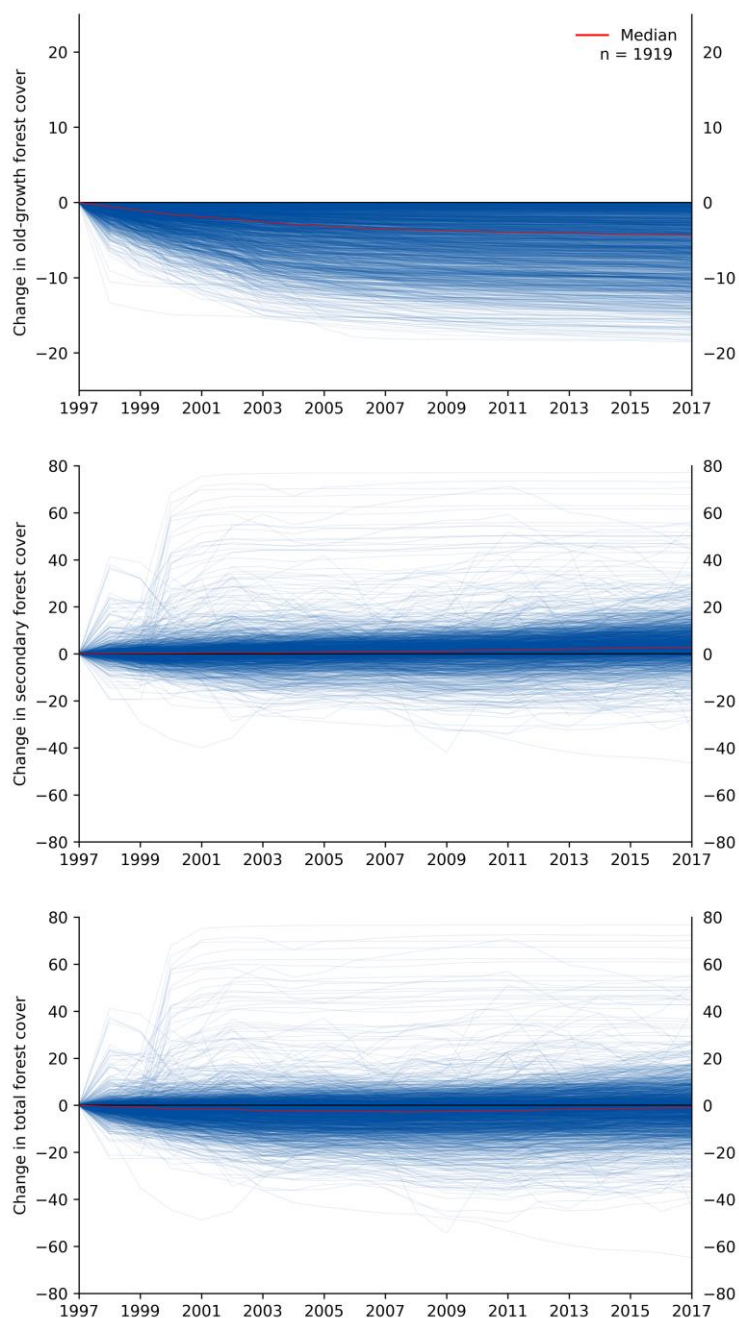 Median
n = 1919
Change in old-growth forest cover
20 20
10 10
0 0
−10 −10
−20 −20
1997 1999 2001 2003 2005 2007 2009 2011 2013 2015 2017
Change in secondary forest cover
80 80
60 60
40 40
20 20
0 0
−20 −20
−40 −40
−60 −60
−80 −80
1997 1999 2001 2003 2005 2007 2009 2011 2013 2015 2017
Change in total forest cover
80 80
60 60
40 40
20 20
0 0
−20 −20
−40 −40
−60 −60
−80 −80
1997 1999 2001 2003 2005 2007 2009 2011 2013 2015 2017